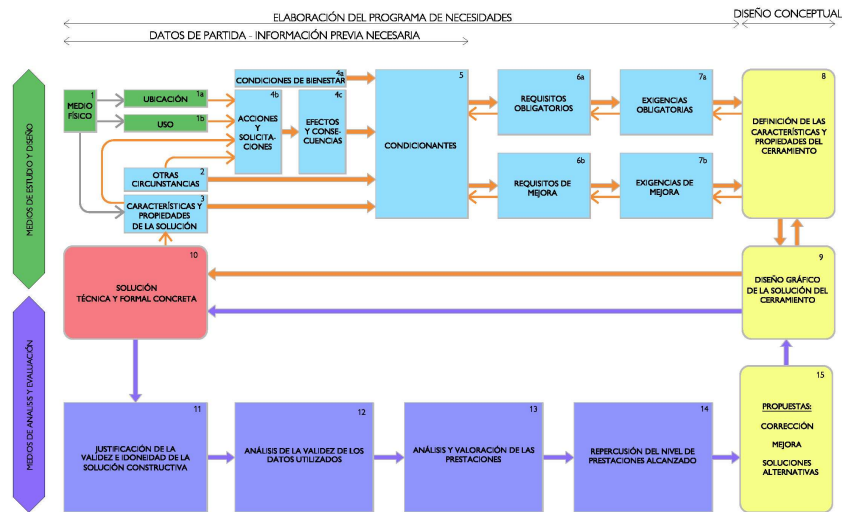 ELABORACIÓN DEL PROGRAMA DE NECESIDADES
DISEÑO CONCEPTUAL
DATOS DE PARTIDA - INFORMACIÓN PREVIA NECESARIA
MEDIOS DE ESTUDIO Y DISEÑO
1
MEDIO
FÍSICO
1a
UBICACIÓN
1b
USO
2
OTRAS
CIRCUNSTANCIAS
3
CARACTERÍSTICAS Y
PROPIEDADES
DE LA SOLUCIÓN
4a
CONDICIONES DE BIENESTAR
4b
ACCIONES
Y
SOLICITA-
CIONES
4c
EFECTOS Y
CONSE-
CUENCIAS
5
CONDICIONANTES
6a
REQUISITOS
OBLIGATORIOS
7a
EXIGENCIAS
OBLIGATORIAS
6b
REQUISITOS DE
MEJORA
7b
EXIGENCIAS DE
MEJORA
8
DEFINICIÓN DE LAS
CARACTERÍSTICAS Y
PROPIEDADES DEL
CERRAMIENTO
9
DISEÑO GRÁFICO
DE LA SOLUCIÓN DEL
CERRAMIENTO
10
SOLUCIÓN
TÉCNICA Y FORMAL CONCRETA
MEDIOS DE ANALISIS Y EVALUACIÓN
11
JUSTIFICACIÓN DE LA
VALIDEZ E IDONEIDAD DE LA
SOLUCIÓN CONSTRUCTIVA
12
ANÁLISIS DE LA VALIDEZ DE LOS
DATOS UTILIZADOS
13
ANÁLISIS Y VALORACIÓN DE LAS
PRESTACIONES
14
REPERCUSIÓN DEL NIVEL DE
PRESTACIONES ALCANZADO
15
PROPUESTAS:
CORRECCIÓN
MEJORA
SOLUCIONES
ALTERNATIVAS